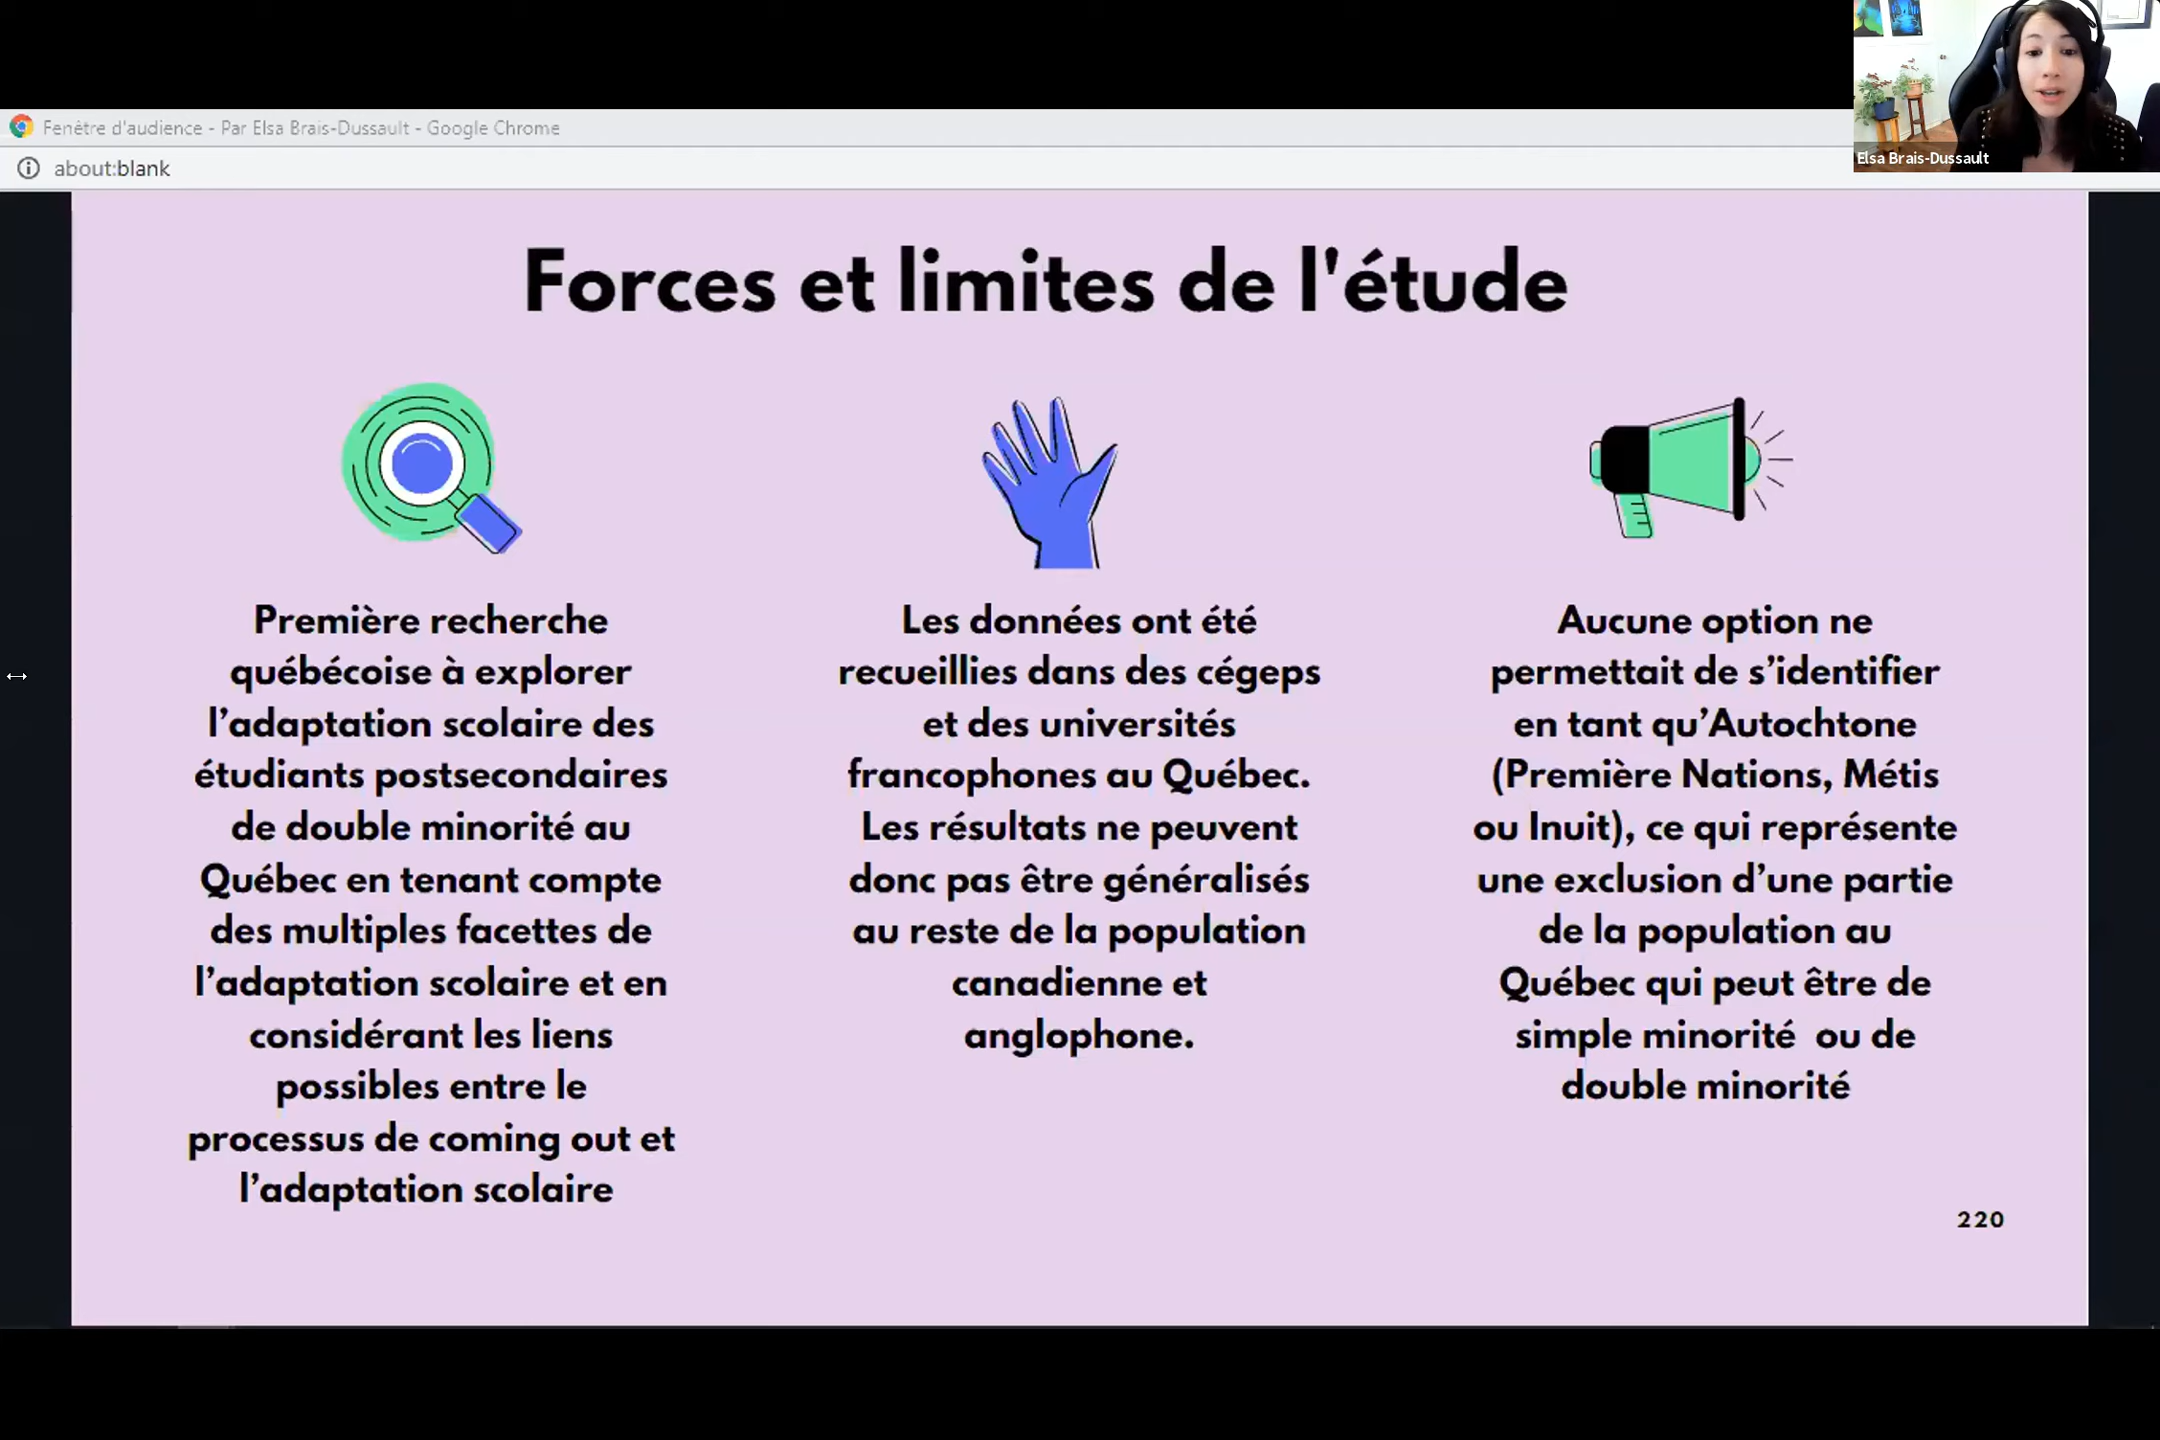 Elsa Brais-Dussault
Fenêtre d'audience - Par Elsa Brais-Dussault - Google Chrome
about:blank
Forces et limites de l'étude
Première recherche
québécoise à explorer
l’adaptation scolaire des
étudiants postsecondaires
de double minorité au
Québec en tenant compte
des multiples facettes de
l’adaptation scolaire et en
considérant les liens
possibles entre le
processus de coming out et
l’adaptation scolaire
Les données ont été
recueillies dans des cégeps
et des universités
francophones au Québec.
Les résultats ne peuvent
donc pas être généralisés
au reste de la population
canadienne et
anglophone.
Aucune option ne
permettait de s’identifier
en tant qu’Autochtone
(Première Nations, Métis
ou Inuit), ce qui représente
une exclusion d’une partie
de la population au
Québec qui peut être de
simple minorité  ou de
double minorité
220